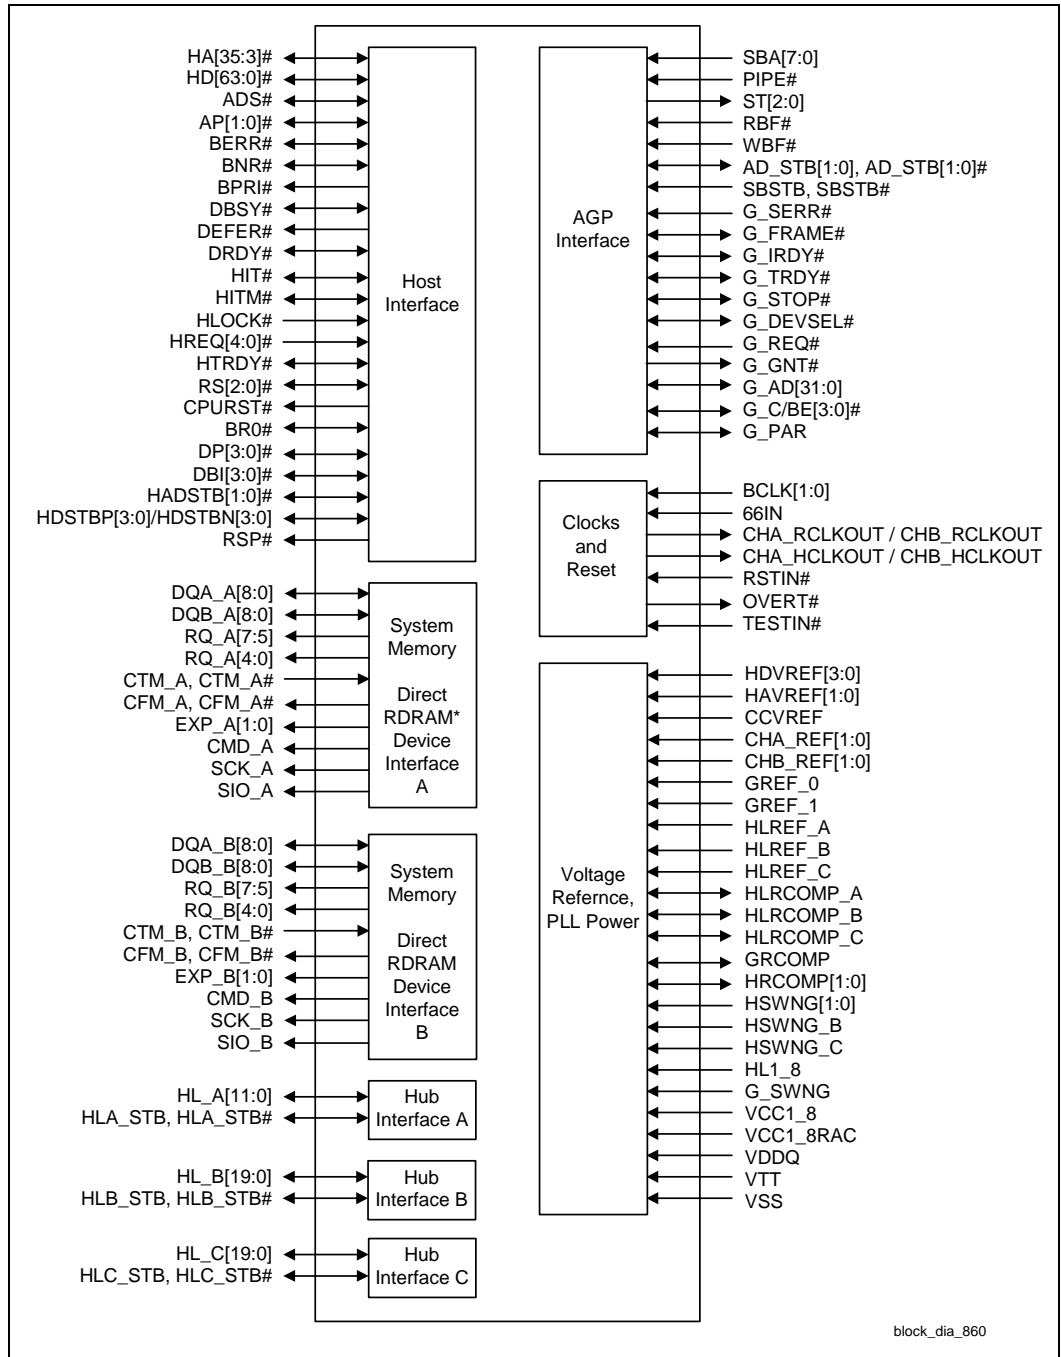 HA[35:3]#
HD[63:0]#
ADS#
AP[1:0]#
BERR#
BNR#
BPRI#
DBSY#
DEFER#
DRDY#
HIT#
HITM#
HLOCK#
HREQ[4:0]#
HTRDY#
RS[2:0]#
CPURST#
BR0#
DP[3:0]#
DBI[3:0]#
HADSTB[1:0]#
HDSTBP[3:0]/HDSTBN[3:0]
RSP#
Host
Interface
DQA_A[8:0]
DQB_A[8:0]
RQ_A[7:5]
RQ_A[4:0]
CTM_A, CTM_A#
CFM_A, CFM_A#
EXP_A[1:0]
CMD_A
SCK_A
SIO_A
System
Memory
Direct
RDRAM*
Device
Interface
A
DQA_B[8:0]
DQB_B[8:0]
RQ_B[7:5]
RQ_B[4:0]
CTM_B, CTM_B#
CFM_B, CFM_B#
EXP_B[1:0]
CMD_B
SCK_B
SIO_B
System
Memory
Direct
RDRAM
Device
Interface
B
HL_A[11:0]
HLA_STB, HLA_STB#
Hub
Interface A
HL_B[19:0]
HLB_STB, HLB_STB#
Hub
Interface B
HL_C[19:0]
HLC_STB, HLC_STB#
Hub
Interface C
AGP
Interface
SBA[7:0]
PIPE#
ST[2:0]
RBF#
WBF#
AD_STB[1:0], AD_STB[1:0]#
SBSTB, SBSTB#
G_SERR#
G_FRAME#
G_IRDY#
G_TRDY#
G_STOP#
G_DEVSEL#
G_REQ#
G_GNT#
G_AD[31:0]
G_C/BE[3:0]#
G_PAR
Clocks
and
Reset
BCLK[1:0]
66IN
CHA_RCLKOUT / CHB_RCLKOUT
CHA_HCLKOUT / CHB_HCLKOUT
RSTIN#
OVERT#
TESTIN#
Voltage
Refernce,
PLL Power
HDVREF[3:0]
HAVREF[1:0]
CCVREF
CHA_REF[1:0]
CHB_REF[1:0]
GREF_0
GREF_1
HLREF_A
HLREF_B
HLREF_C
HLRCOMP_A
HLRCOMP_B
HLRCOMP_C
GRCOMP
HRCOMP[1:0]
HSWNG[1:0]
HSWNG_B
HSWNG_C
HL1_8
G_SWNG
VCC1_8
VCC1_8RAC
VDDQ
VTT
VSS
block_dia_860